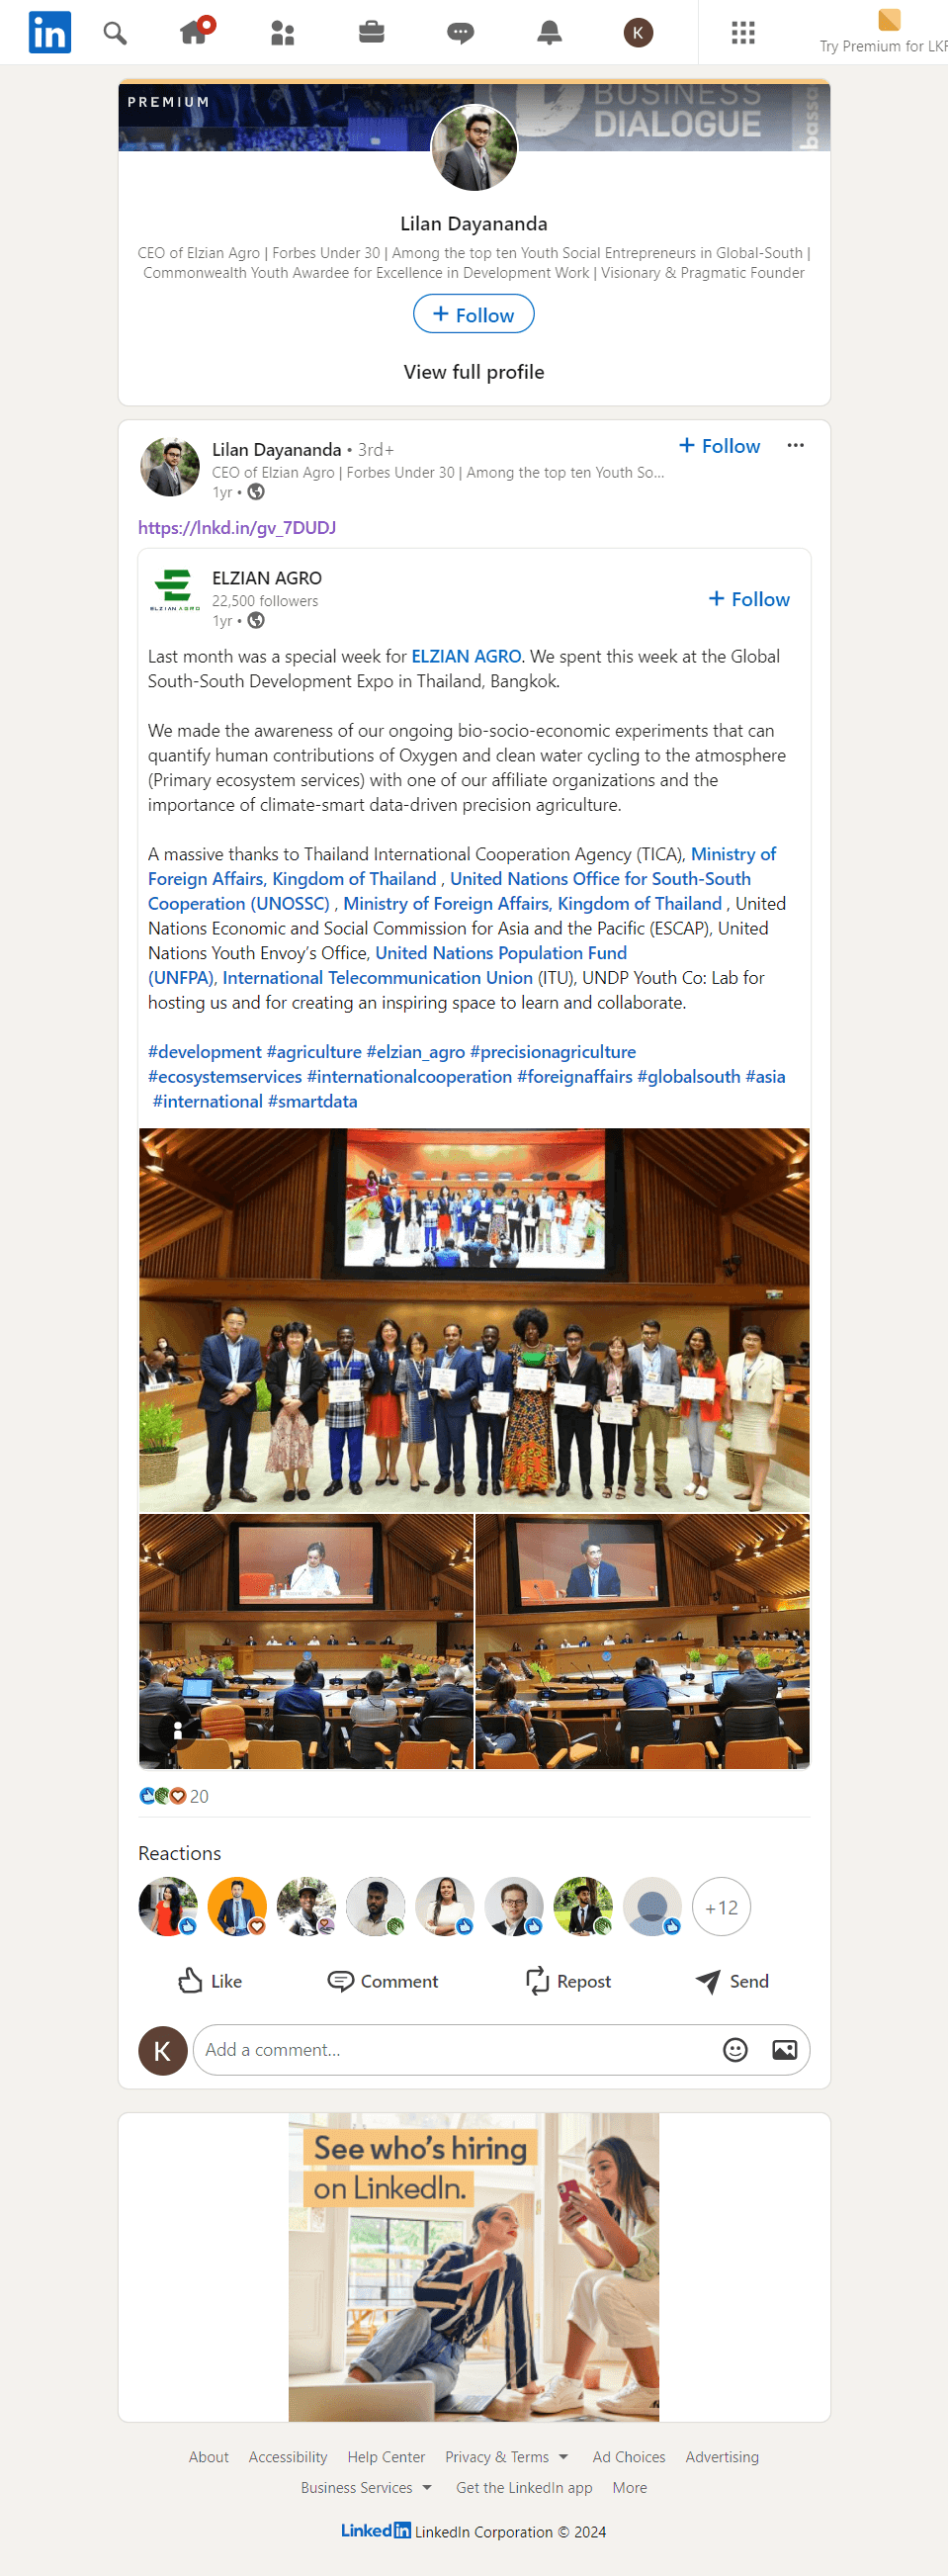 in
K
Try Premium for LKF
PREMIUM
BUSINESS
DIALOGUE
bassa
Lilan Dayananda
CEO of Elzian Agro | Forbes Under 30 | Among the top ten Youth Social Entrepreneurs in Global-South |
Commonwealth Youth Awardee for Excellence in Development Work | Visionary & Pragmatic Founder
+ Follow
View full profile
Lilan Dayananda • 3rd+
+ Follow
CEO of Elzian Agro | Forbes Under 30 | Among the top ten Youth So...
1yr •
https://lnkd.in/gv_7DUDJ
ELZIAN AGRO
ELZIAN AGRO
22,500 followers
1yr •
+ Follow
Last month was a special week for ELZIAN AGRO. We spent this week at the Global
South-South Development Expo in Thailand, Bangkok.
We made the awareness of our ongoing bio-socio-economic experiments that can
quantify human contributions of Oxygen and clean water cycling to the atmosphere
(Primary ecosystem services) with one of our affiliate organizations and the
importance of climate-smart data-driven precision agriculture.
A massive thanks to Thailand International Cooperation Agency (TICA), Ministry of
Foreign Affairs, Kingdom of Thailand , United Nations Office for South-South
Cooperation (UNOSSC) , Ministry of Foreign Affairs, Kingdom of Thailand , United
Nations Economic and Social Commission for Asia and the Pacific (ESCAP), United
Nations Youth Envoy’s Office, United Nations Population Fund
(UNFPA), International Telecommunication Union (ITU), UNDP Youth Co: Lab for
hosting us and for creating an inspiring space to learn and collaborate.
#development #agriculture #elzian_agro #precisionagriculture
#ecosystemservices #internationalcooperation #foreignaffairs #globalsouth #asia
#international #smartdata
20
Reactions
+12
Like
Comment
Repost
Send
K
Add a comment...
See who’s hiring
on LinkedIn.
About Accessibility Help Center Privacy & Terms Ad Choices Advertising
Business Services Get the LinkedIn app More
LinkedIn LinkedIn Corporation © 2024